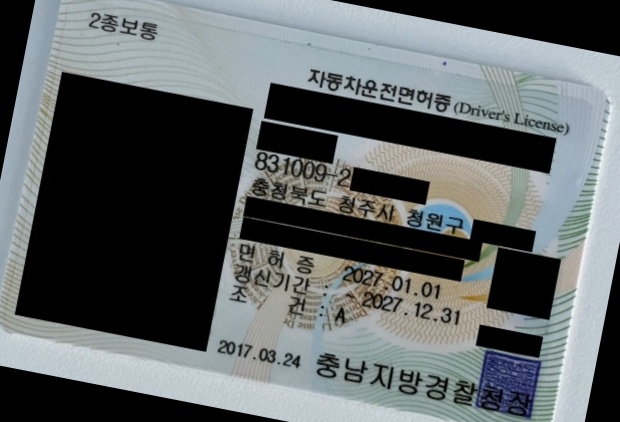 2종보통
자동차운전면허증 (Driver's License)
831009-2
충청북도 청주시 청원구
면 허 증
갱신기간 : 2027.01.01
2027.12.31
조 건 : A
2017.03.24 충남지방경찰청장